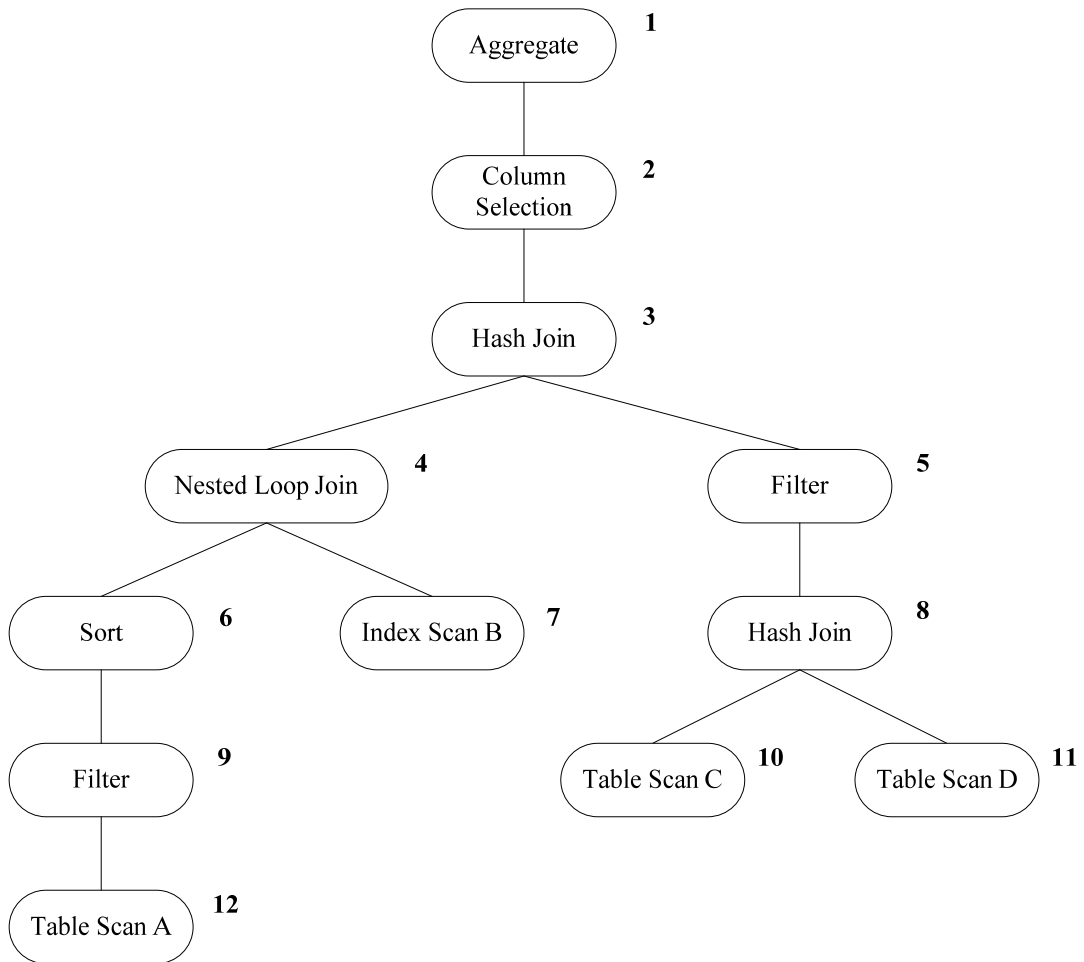 Aggregate
1
Column
Selection
2
Hash Join
3
Nested Loop Join
4
Filter
5
Sort
6
Index Scan B
7
Hash Join
8
Filter
9
Table Scan C
10
Table Scan D
11
Table Scan A
12